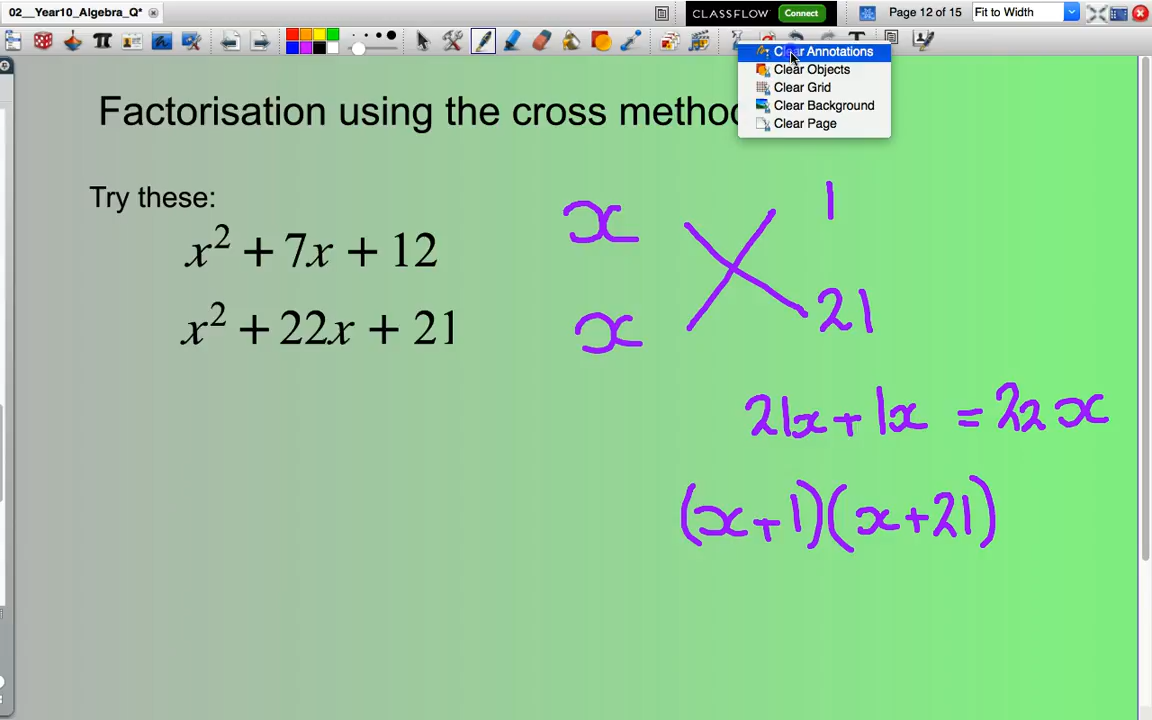 02__Year10_Algebra_Q*
CLASSFLOW Connect
Page 12 of 15 Fit to Width
Clear Annotations
Clear Objects
Clear Grid
Clear Background
Clear Page
Factorisation using the cross metho
Try these:
x² + 7x + 12
x² + 22x + 21
x 1
x 21
21x + 1x = 22x
(x+1)(x+21)